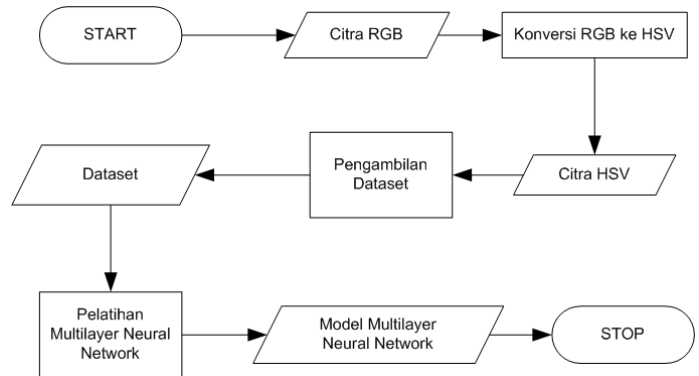 START
Citra RGB
Konversi RGB ke HSV
Citra HSV
Pengambilan
Dataset
Dataset
Pelatihan
Multilayer Neural
Network
Model Multilayer
Neural Network
STOP